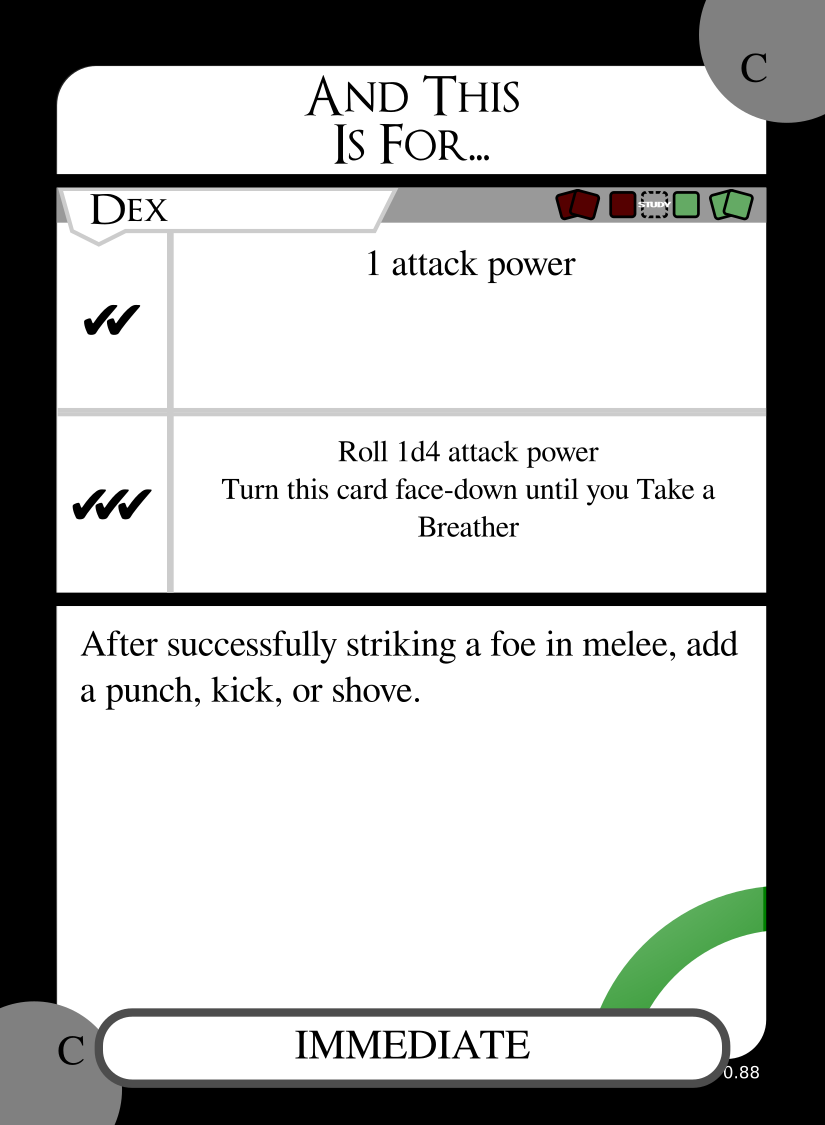 C
And This
Is For...
Dex
STUDY
✔✔
1 attack power
✔✔✔
Roll 1d4 attack power
Turn this card face-down until you Take a
Breather
After successfully striking a foe in melee, add
a punch, kick, or shove.
C
IMMEDIATE
0.88